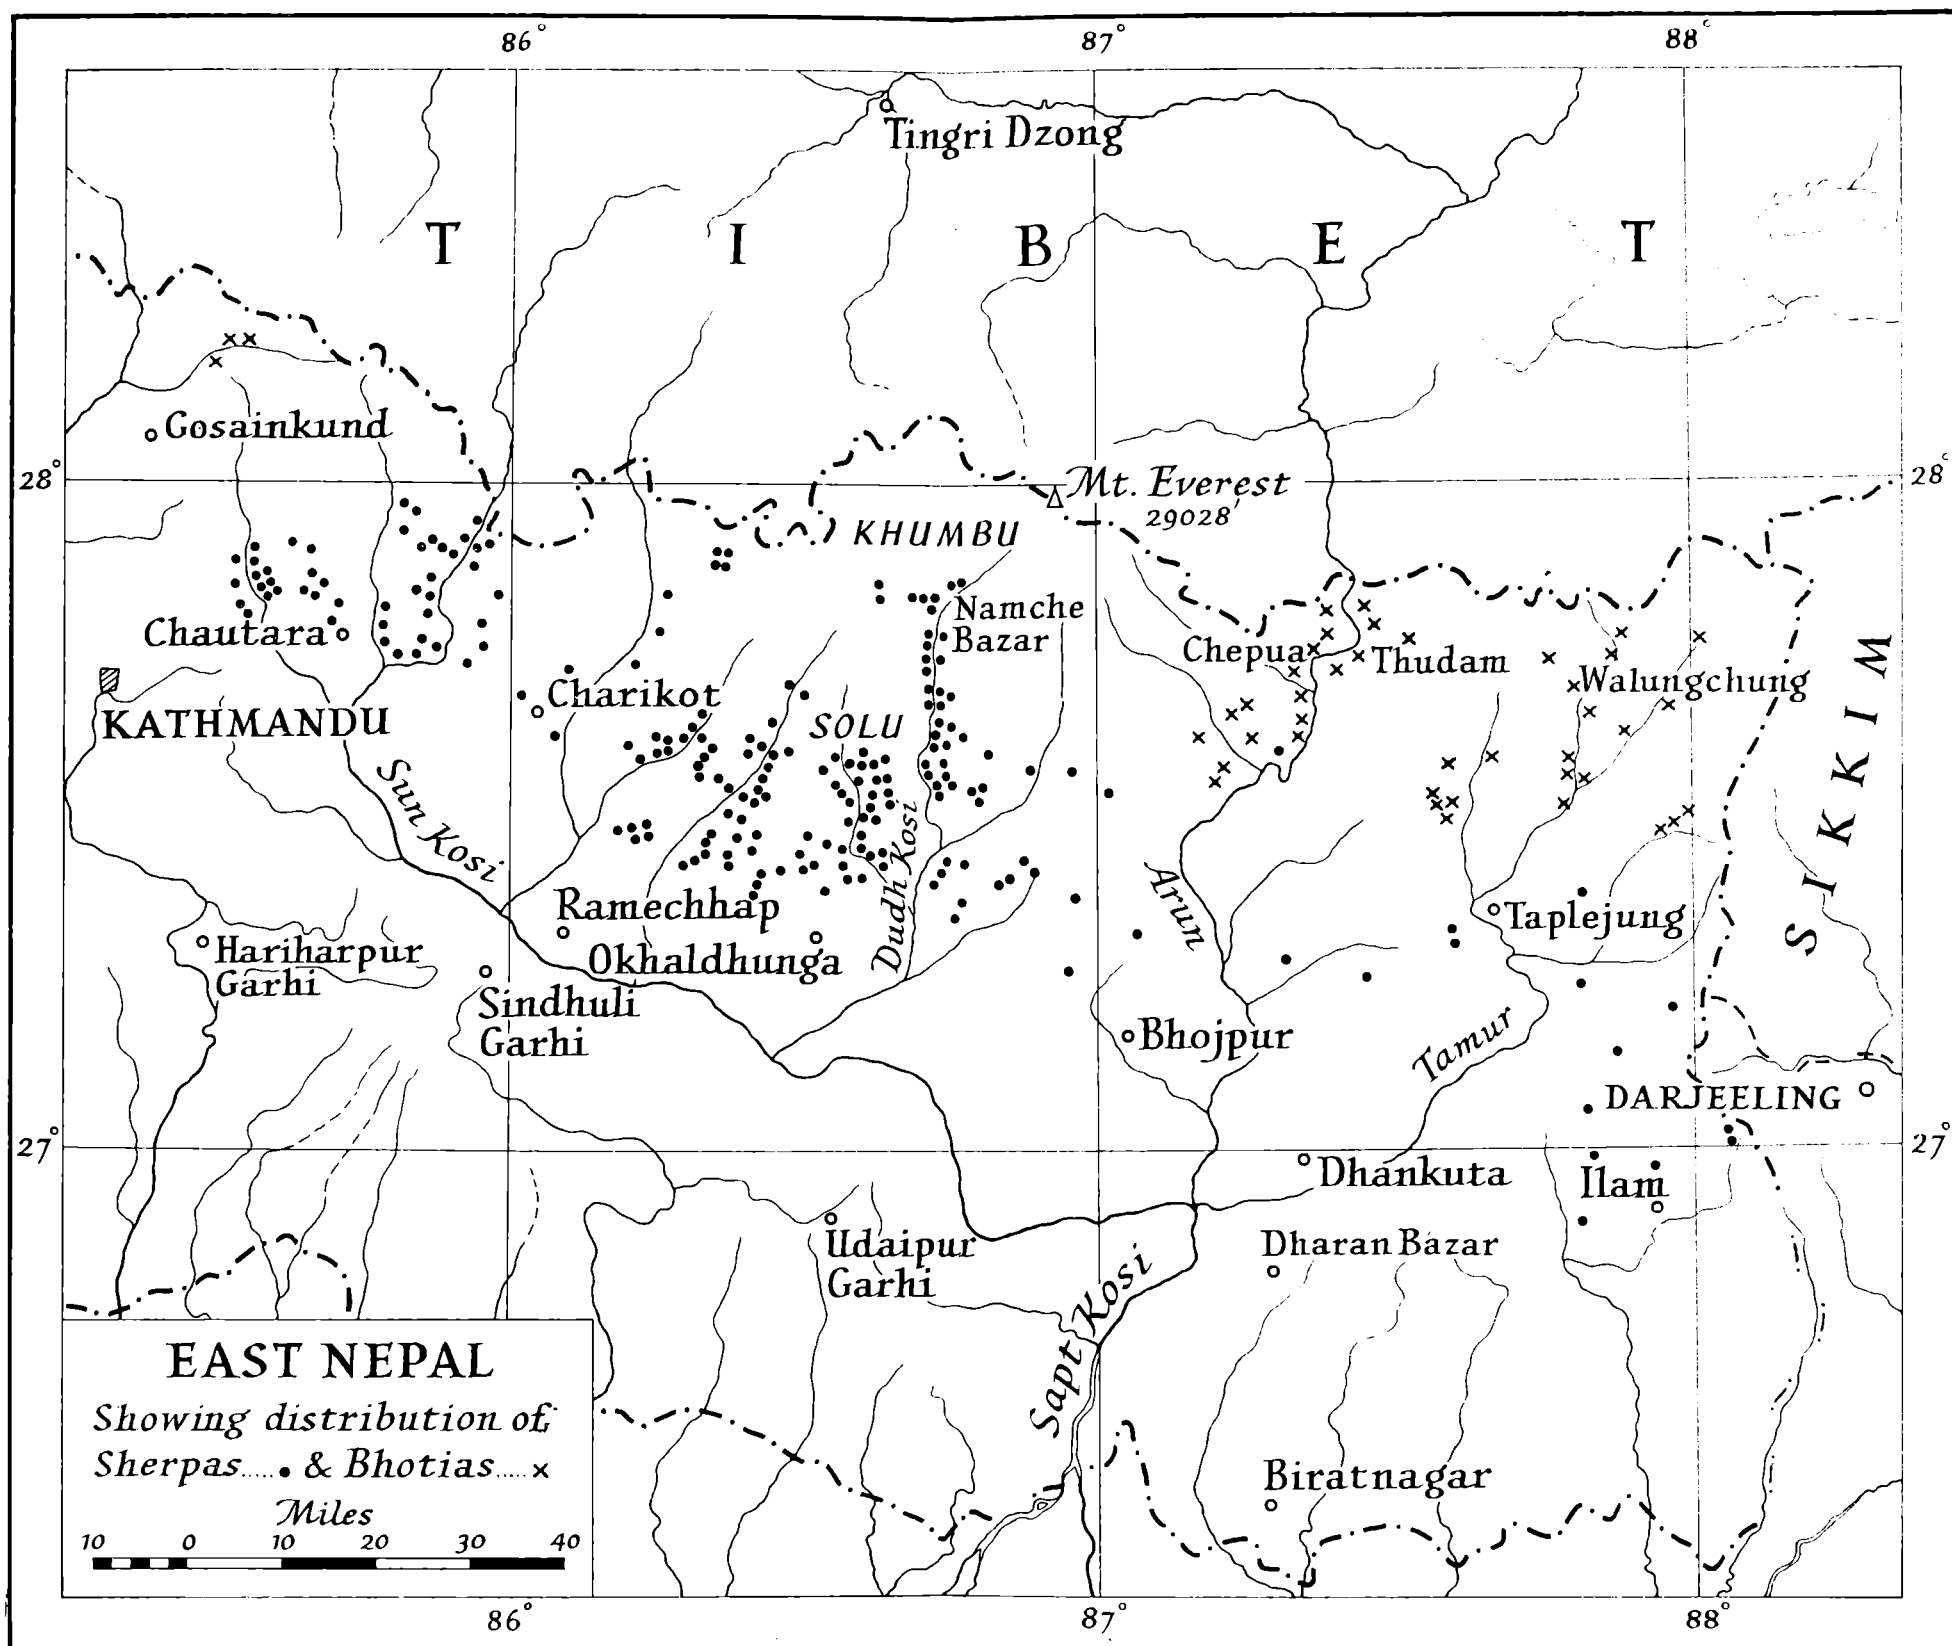 86° 87° 88°
Tingri Dzong
T I B E T
Gosainkund
28° 28°
Mt. Everest
29028'
KHUMBU
Namche
Bazar
Chautara
Chepua
Thudam
Walungchung
KATHMANDU
Charikot
SOLU
SIKKIM
Sun Kosi
Dudh Kosi
Arun
Ramechhap
Taplejung
Hariharpur
Garhi
Okhaldhunga
Sindhuli
Garhi
Bhojpur
Tamur
DARJEELING
27° 27°
Dhankuta
Ilam
Udaipur
Garhi
Dharan Bazar
Sapt Kosi
Biratnagar
EAST NEPAL
Showing distribution of
Sherpas.....• & Bhotias.....x
Miles
10 0 10 20 30 40
86° 87° 88°